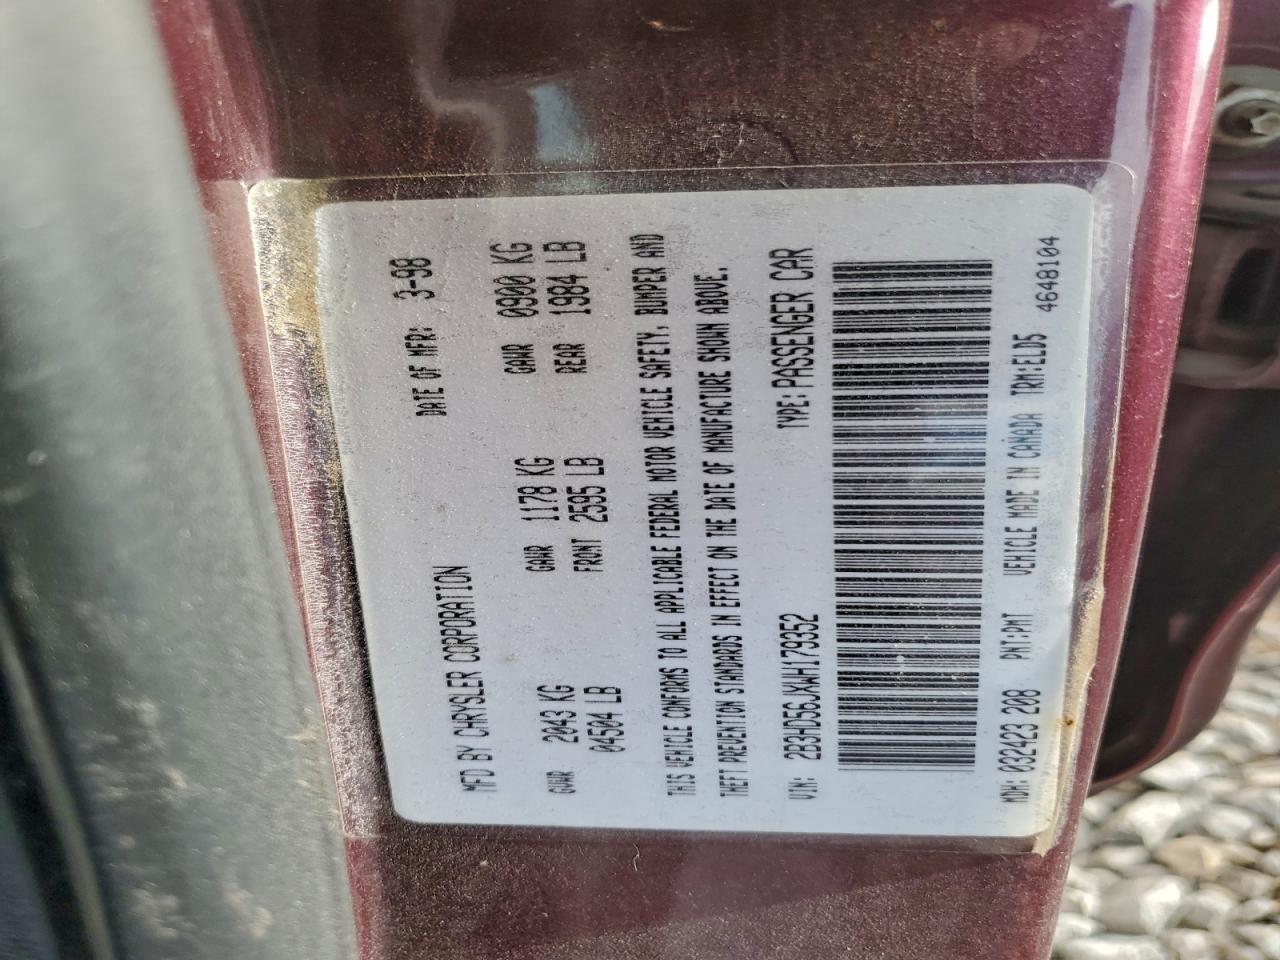 MFD BY CHRYSLER CORPORATION DATE OF MFR: 3-98
GVWR 2043 KG GAWR 1178 KG GAWR 0900 KG
04504 LB FRONT 2595 LB REAR 1984 LB
THIS VEHICLE CONFORMS TO ALL APPLICABLE FEDERAL MOTOR VEHICLE SAFETY, BUMPER AND
THEFT PREVENTION STANDARDS IN EFFECT ON THE DATE OF MANUFACTURE SHOWN ABOVE.
VIN: 2B3HD56JXWH179352 TYPE: PASSENGER CAR
MDH: 032423 208 PNT:PMT VEHICLE MADE IN CANADA TRM:ELD5 4648104